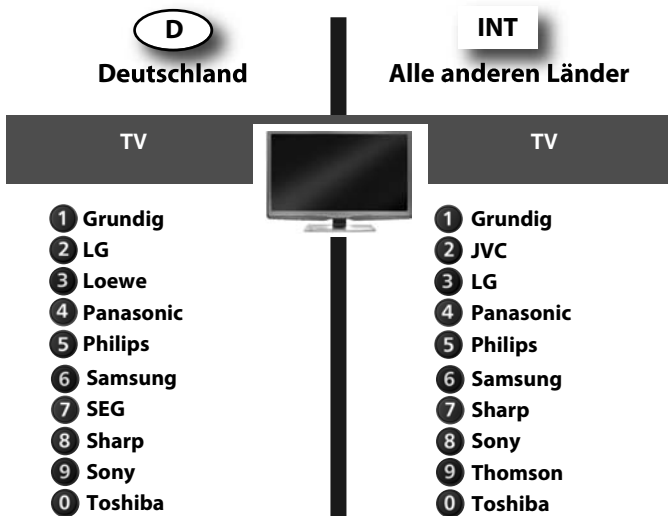 D
Deutschland
TV
1 Grundig
2 LG
3 Loewe
4 Panasonic
5 Philips
6 Samsung
7 SEG
8 Sharp
9 Sony
0 Toshiba
INT
Alle anderen Länder
TV
1 Grundig
2 JVC
3 LG
4 Panasonic
5 Philips
6 Samsung
7 Sharp
8 Sony
9 Thomson
0 Toshiba